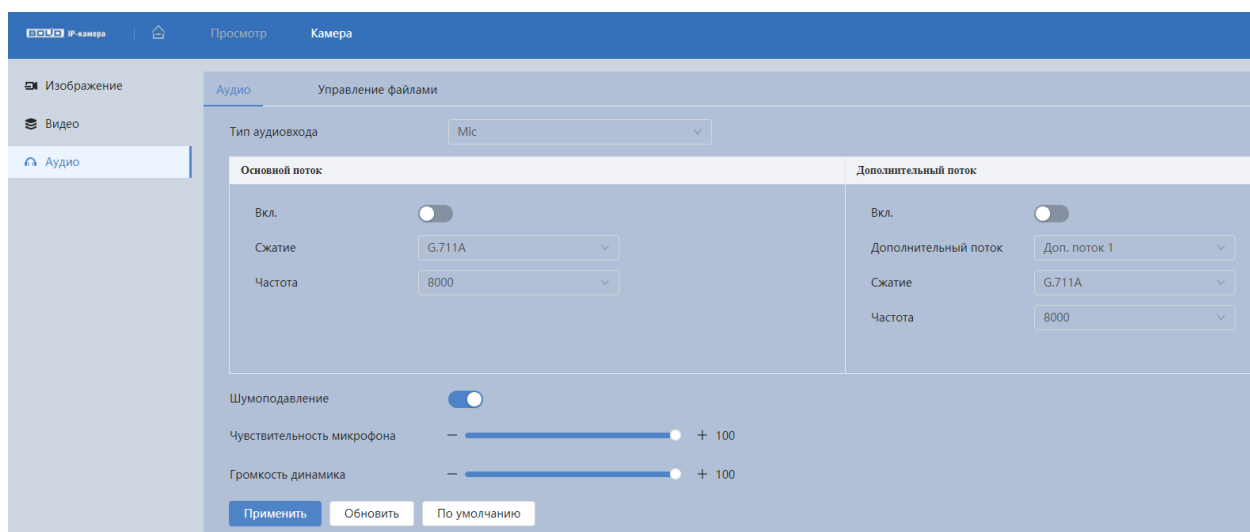 BOLID IP-камера Просмотр Камера
Изображение
Видео
Аудио
Аудио Управление файлами
Тип аудиовхода Mic
Основной поток
Вкл.
Сжатие G.711A
Частота 8000
Дополнительный поток
Вкл.
Дополнительный поток Доп. поток 1
Сжатие G.711A
Частота 8000
Шумоподавление
Чувствительность микрофона − + 100
Громкость динамика − + 100
Применить Обновить По умолчанию